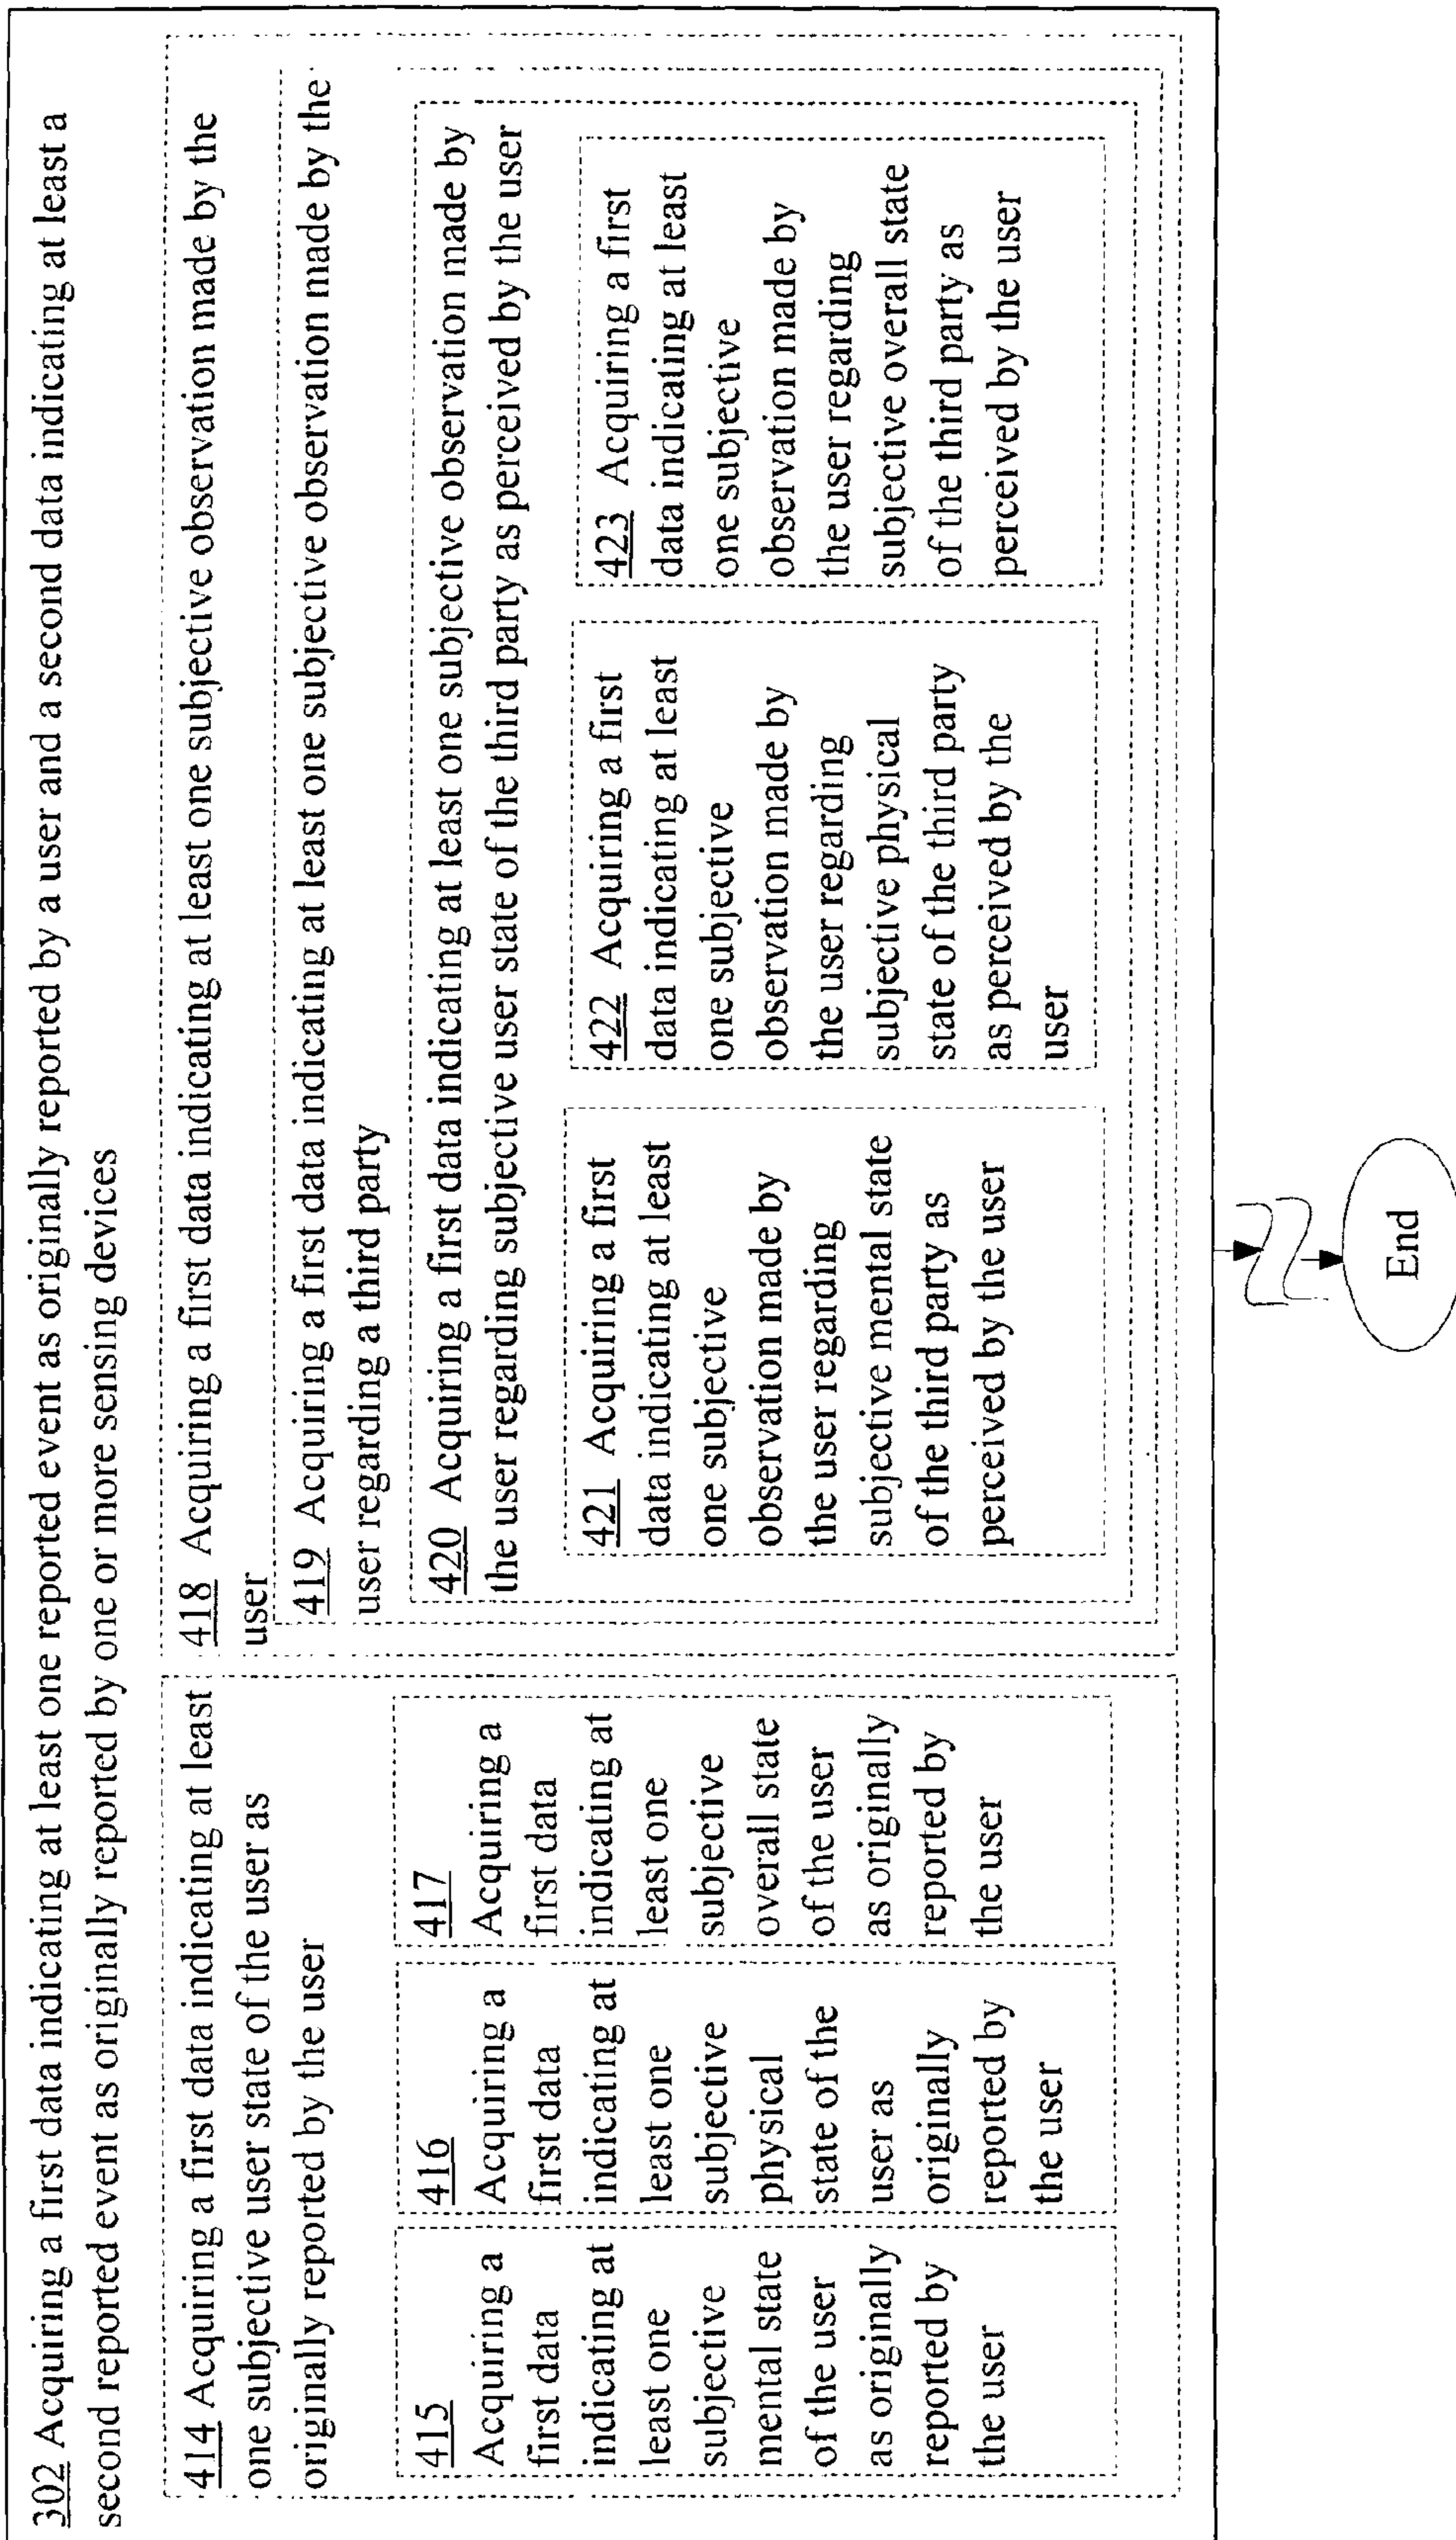 302 Acquiring a first data indicating at least one reported event as originally reported by a user and a second data indicating at least a
second reported event as originally reported by one or more sensing devices
414 Acquiring a first data indicating at least
one subjective user state of the user as
originally reported by the user
415
Acquiring a
first data
indicating at
least one
subjective
mental state
of the user
as originally
reported by
the user
416
Acquiring a
first data
indicating at
least one
subjective
physical
state of the
user as
originally
reported by
the user
417
Acquiring a
first data
indicating at
least one
subjective
overall state
of the user
as originally
reported by
the user
418 Acquiring a first data indicating at least one subjective observation made by the
user
419 Acquiring a first data indicating at least one subjective observation made by the
user regarding a third party
420 Acquiring a first data indicating at least one subjective observation made by
the user regarding subjective user state of the third party as perceived by the user
421 Acquiring a first
data indicating at least
one subjective
observation made by
the user regarding
subjective mental state
of the third party as
perceived by the user
422 Acquiring a first
data indicating at least
one subjective
observation made by
the user regarding
subjective physical
state of the third party
as perceived by the
user
423 Acquiring a first
data indicating at least
one subjective
observation made by
the user regarding
subjective overall state
of the third party as
perceived by the user
End